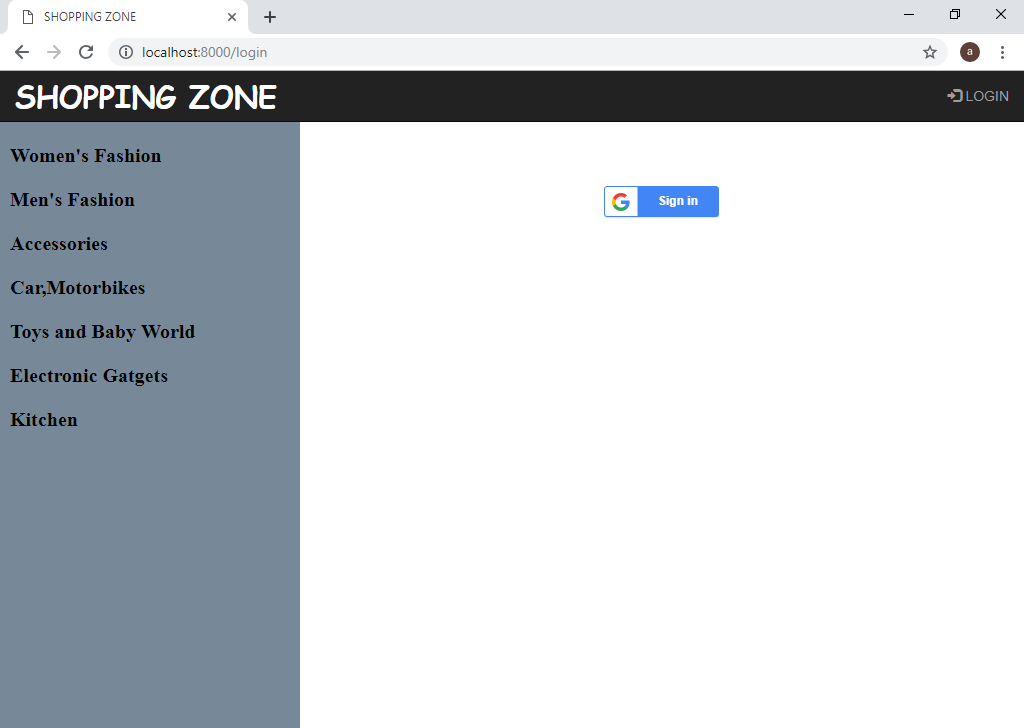 SHOPPING ZONE
localhost:8000/login
a
SHOPPING ZONE
LOGIN
Women's Fashion
Men's Fashion
Accessories
Car,Motorbikes
Toys and Baby World
Electronic Gatgets
Kitchen
G Sign in